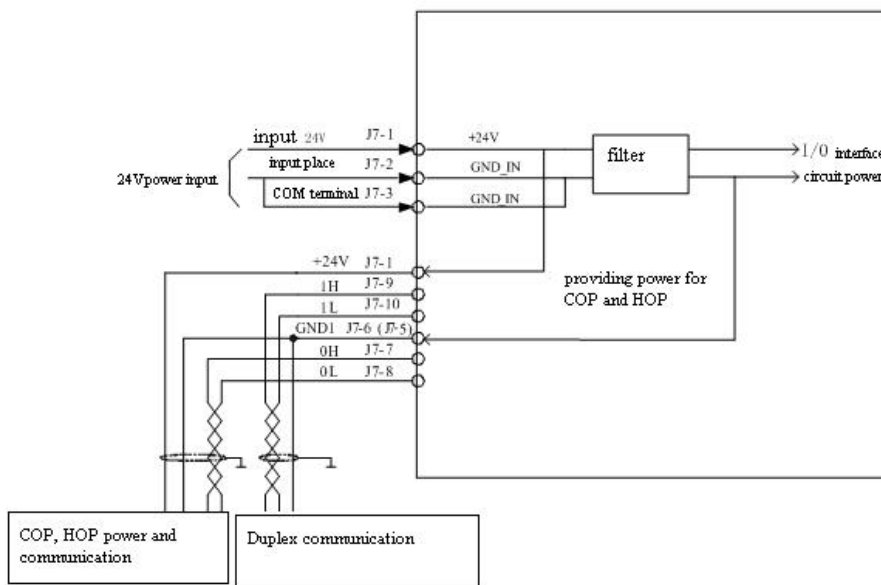 input 24V J7-1 +24V
input place J7-2 GND_IN
24Vpower input
COM terminal J7-3 GND_IN
filter
I/O interface
circuit power
+24V J7-1
1H J7-9
1L J7-10
GND1 J7-6 (J7-5)
0H J7-7
0L J7-8
providing power for
COP and HOP
COP, HOP power and
communication
Duplex communication